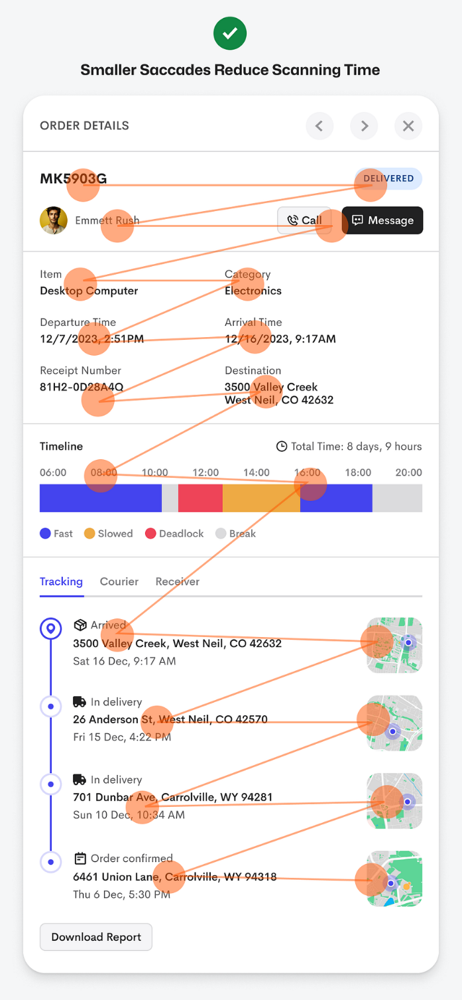 Smaller Saccades Reduce Scanning Time
ORDER DETAILS
MK5903G
DELIVERED
Emmett Rush
Call
Message
Item
Category
Desktop Computer
Electronics
Departure Time
Arrival Time
12/7/2023, 2:51PM
12/16/2023, 9:17AM
Receipt Number
Destination
81H2-0D28A4Q
3500 Valley Creek
West Neil, CO 42632
Timeline
Total Time: 8 days, 9 hours
06:00 08:00 10:00 12:00 14:00 16:00 18:00 20:00
Fast Slowed Deadlock Break
Tracking Courier Receiver
Arrived
3500 Valley Creek, West Neil, CO 42632
Sat 16 Dec, 9:17 AM
In delivery
26 Anderson St, West Neil, CO 42570
Fri 15 Dec, 4:22 PM
In delivery
701 Dunbar Ave, Carrolville, WY 94281
Sun 10 Dec, 10:34 AM
Order confirmed
6461 Union Lane, Carrolville, WY 94318
Thu 6 Dec, 5:30 PM
Download Report